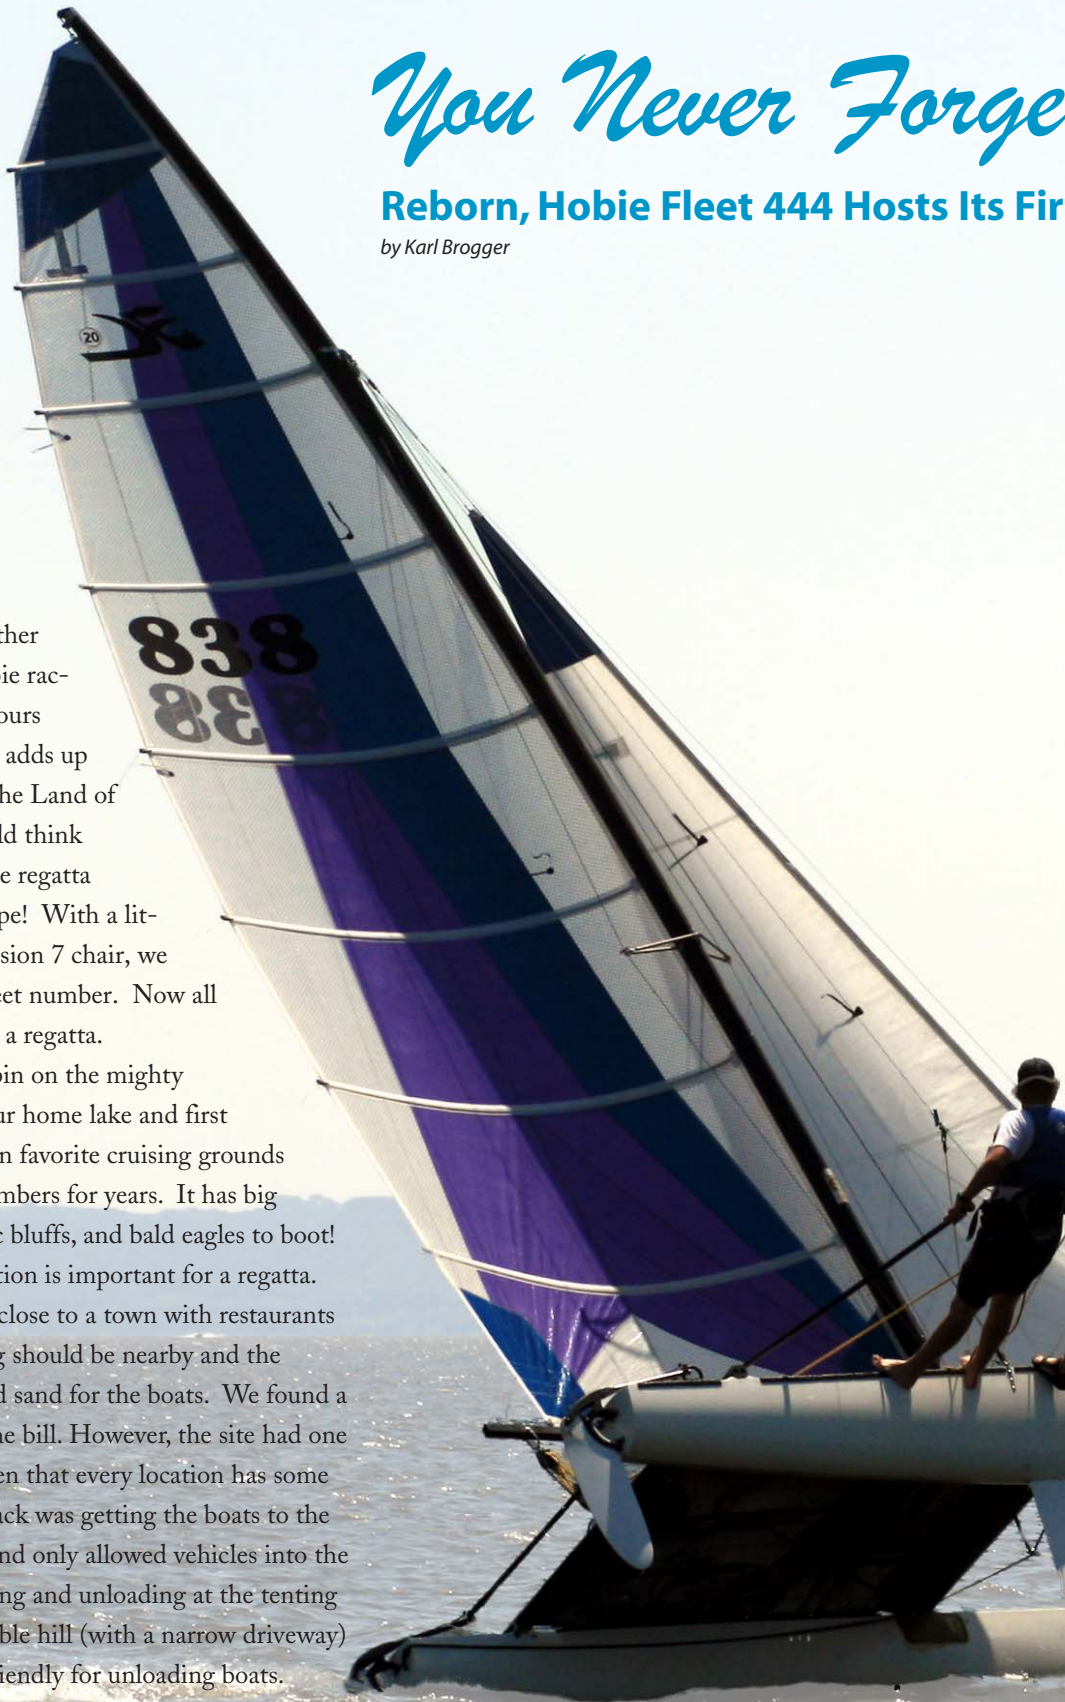 You Never Forge
Reborn, Hobie Fleet 444 Hosts Its Fir
by Karl Brogger
20
838
838
ther
ie rac-
ours
adds up
he Land of
ld think
e regatta
pe! With a lit-
sion 7 chair, we
eet number. Now all
a regatta.
pin on the mighty
ur home lake and first
n favorite cruising grounds
mbers for years. It has big
c bluffs, and bald eagles to boot!
tion is important for a regatta.
close to a town with restaurants
g should be nearby and the
d sand for the boats. We found a
he bill. However, the site had one
en that every location has some
ack was getting the boats to the
nd only allowed vehicles into the
ng and unloading at the tenting
ble hill (with a narrow driveway)
iendly for unloading boats.